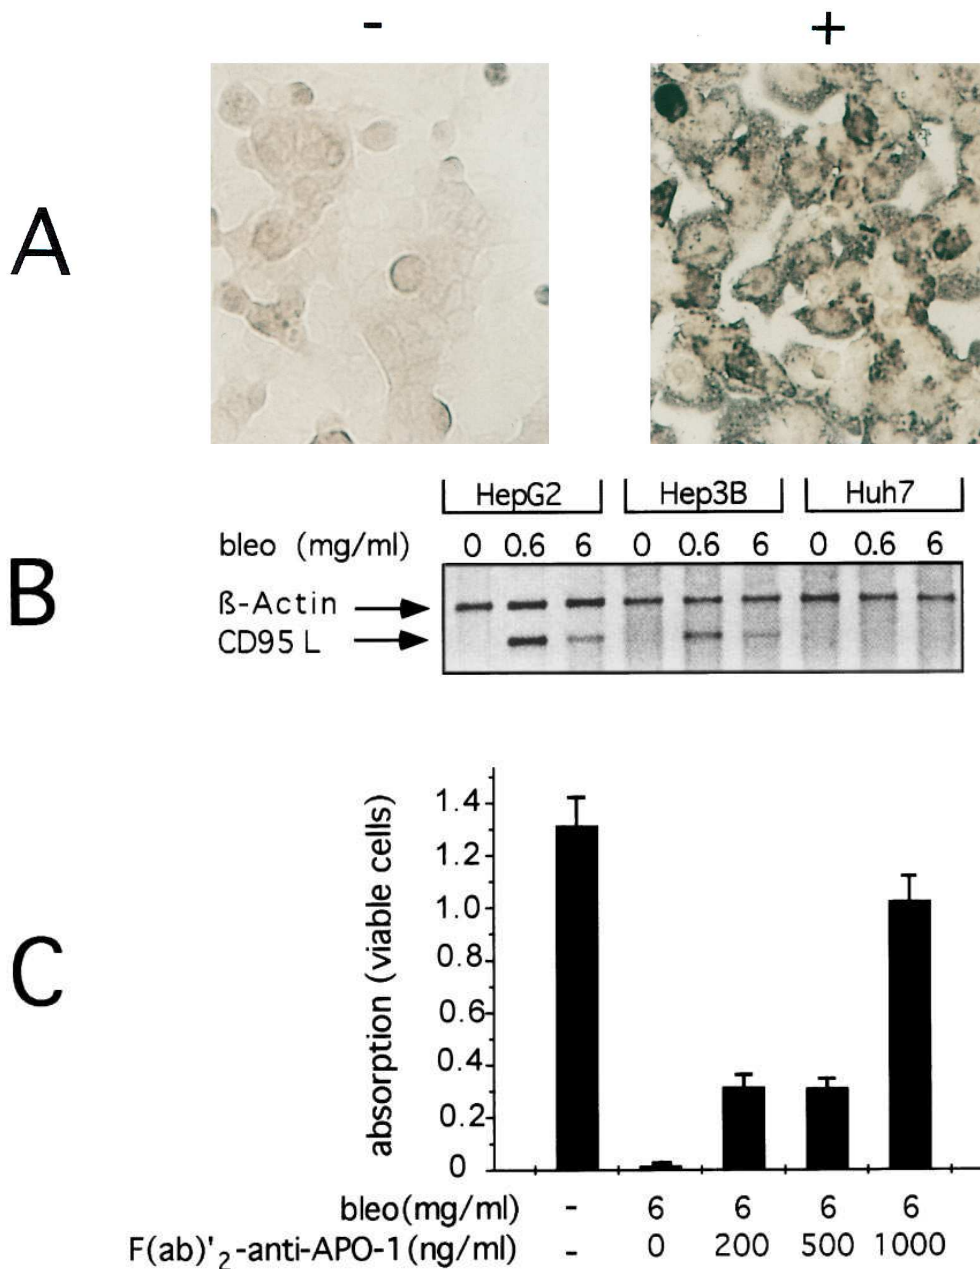 - +
A
HepG2 Hep3B Huh7
bleo (mg/ml) 0 0.6 6 0 0.6 6 0 0.6 6
B
ß-Actin
CD95 L
C
absorption (viable cells)
1.4
1.2
1.0
0.8
0.6
0.4
0.2
0
bleo(mg/ml) - 6 6 6 6
F(ab)'2-anti-APO-1(ng/ml) - 0 200 500 1000